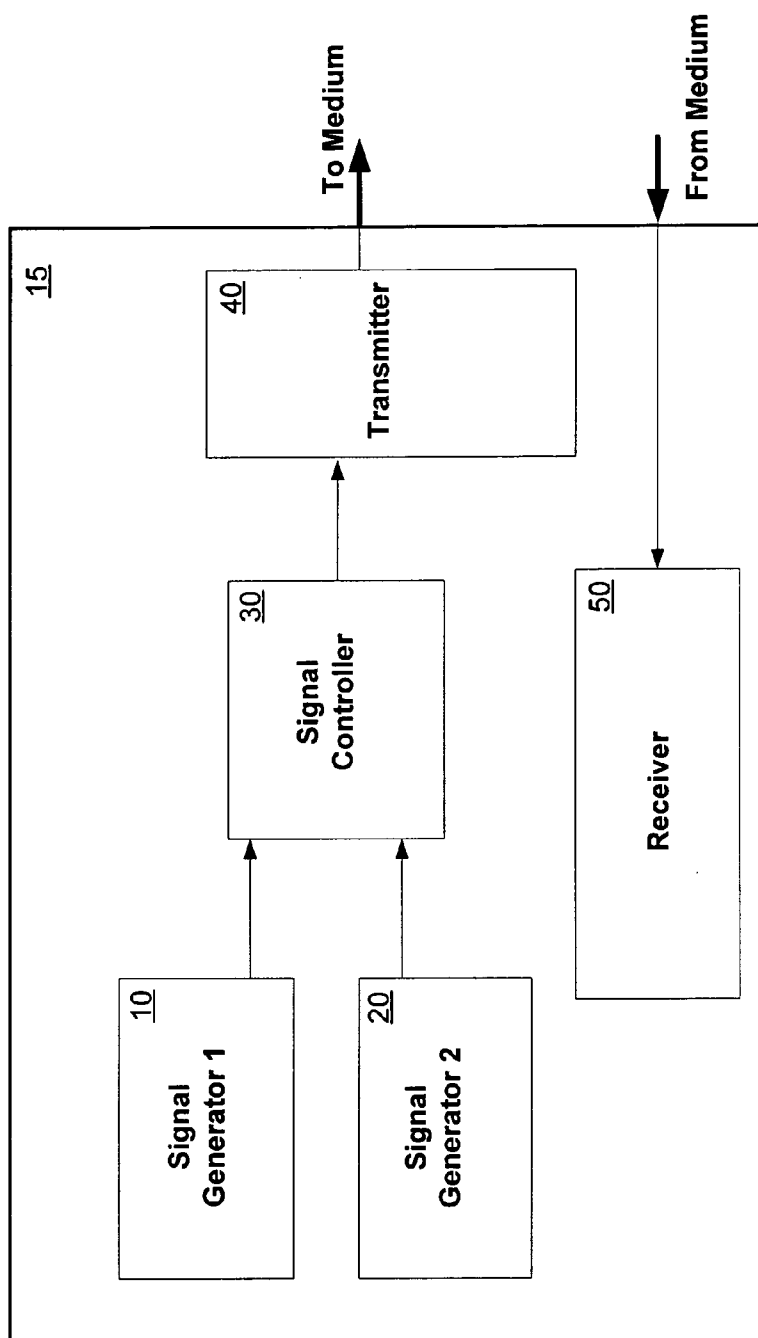 15
10
Signal
Generator 1
20
Signal
Generator 2
30
Signal
Controller
40
Transmitter
To Medium
50
Receiver
From Medium